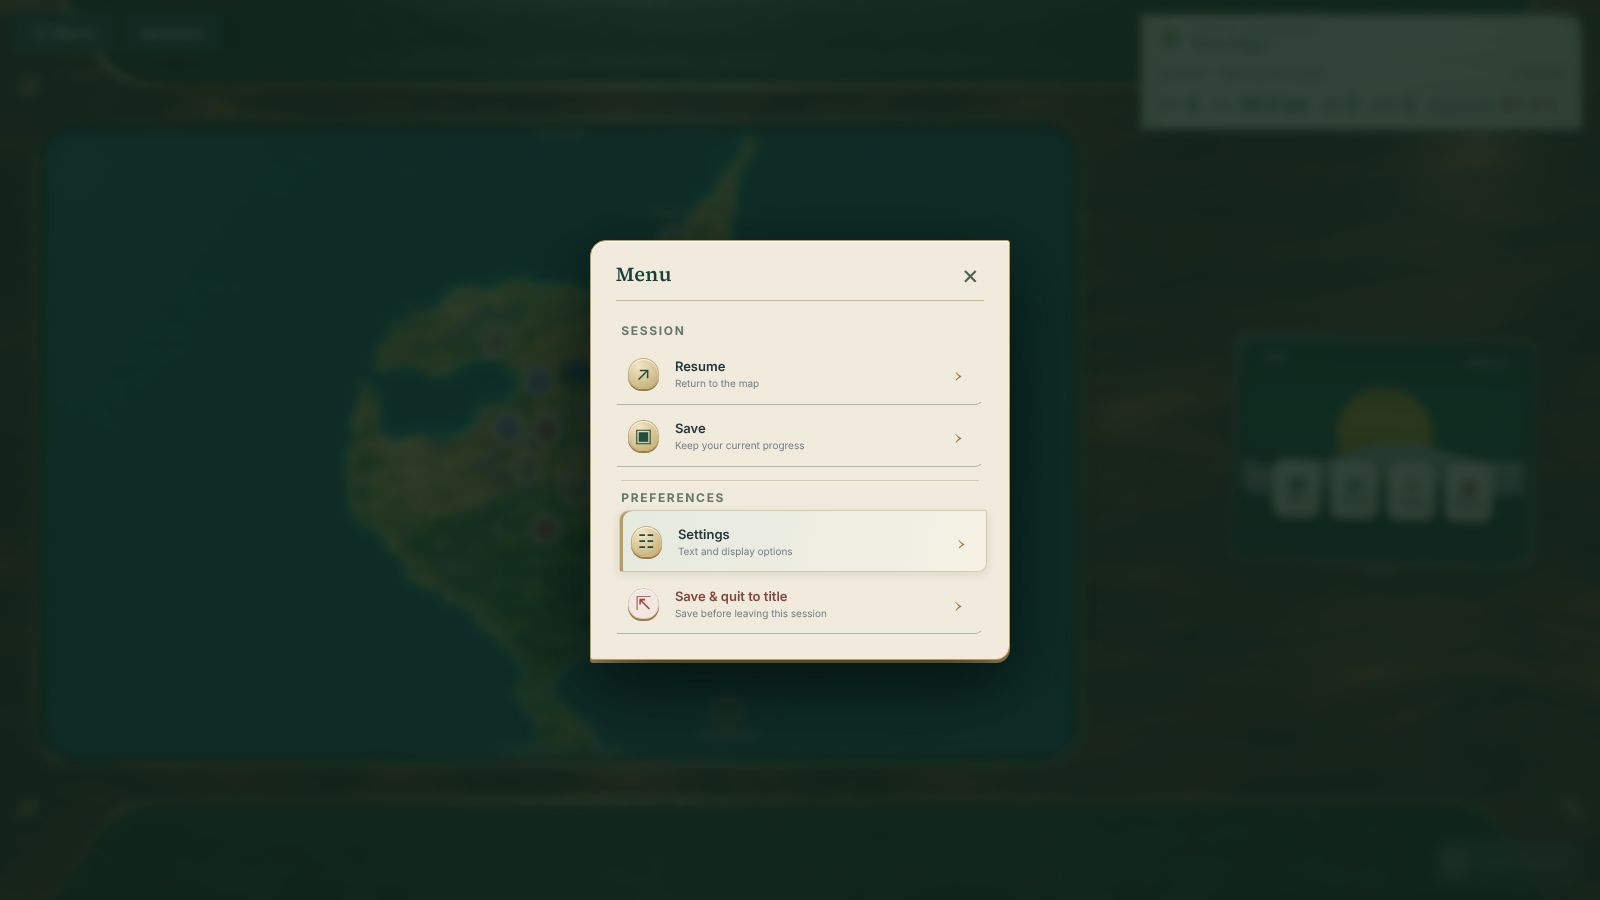 Menu
SESSION
Resume
Return to the map
Save
Keep your current progress
PREFERENCES
Settings
Text and display options
Save & quit to title
Save before leaving this session